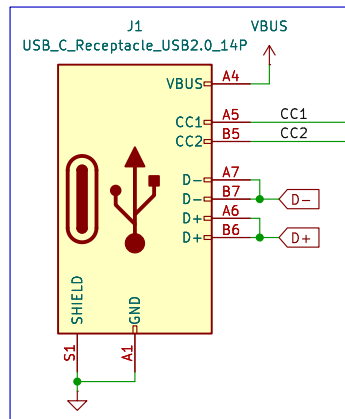 J1
VBUS
USB_C_Receptacle_USB2.0_14P
VBUS A4
CC1 A5 CC1
CC2 B5 CC2
D- A7
D- B7 D-
D+ A6
D+ B6 D+
SHIELD
GND
S1
A1